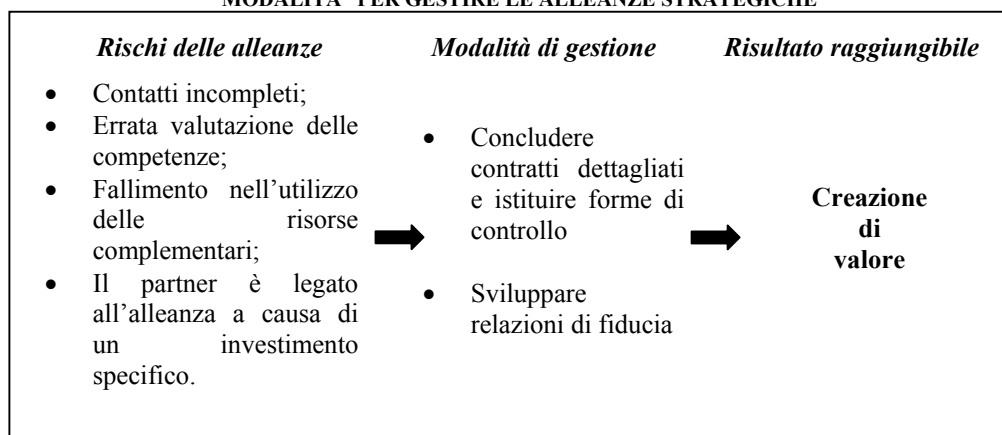 MODALITA' PER GESTIRE LE ALLEANZE STRATEGICHE
Rischi delle alleanze
Modalità di gestione
Risultato raggiungibile
• Contatti incompleti;
• Errata valutazione delle
competenze;
• Fallimento nell'utilizzo
delle risorse
complementari;
• Il partner è legato
all'alleanza a causa di
un investimento
specifico.
• Concludere
contratti dettagliati
e istituire forme di
controllo
• Sviluppare
relazioni di fiducia
Creazione
di
valore